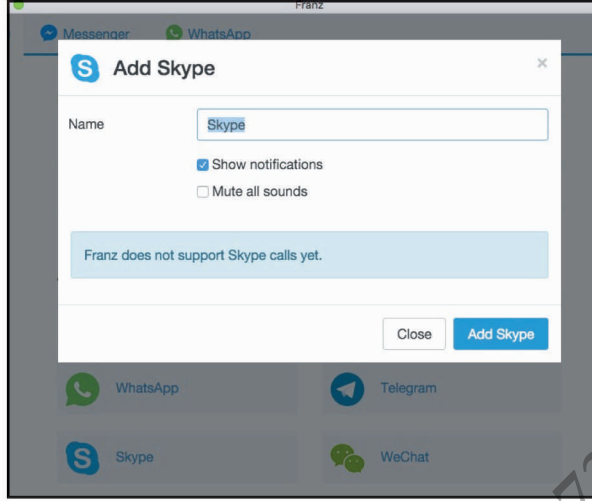 Franz
Messenger WhatsApp
Add Skype ×
Name Skype
Show notifications
Mute all sounds
Franz does not support Skype calls yet.
Close Add Skype
WhatsApp Telegram
Skype WeChat